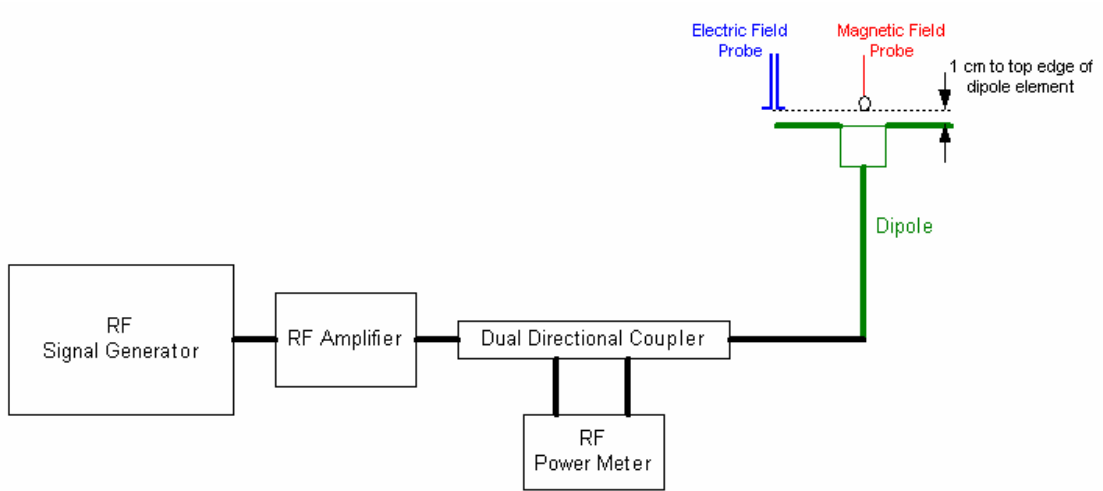 Electric Field
Probe
Magnetic Field
Probe
1 cm to top edge of
dipole element
Dipole
RF
Signal Generator
RF Amplifier
Dual Directional Coupler
RF
Power Meter